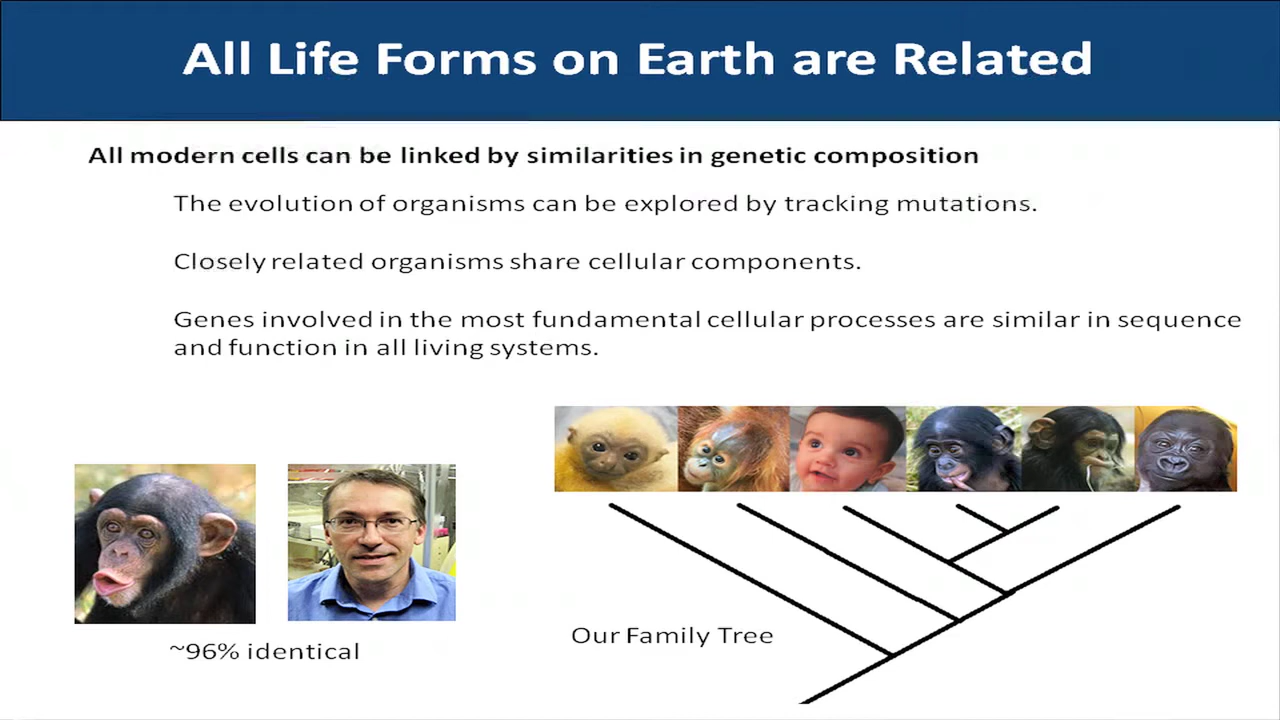 All Life Forms on Earth are Related
All modern cells can be linked by similarities in genetic composition
The evolution of organisms can be explored by tracking mutations.
Closely related organisms share cellular components.
Genes involved in the most fundamental cellular processes are similar in sequence
and function in all living systems.
~96% identical
Our Family Tree